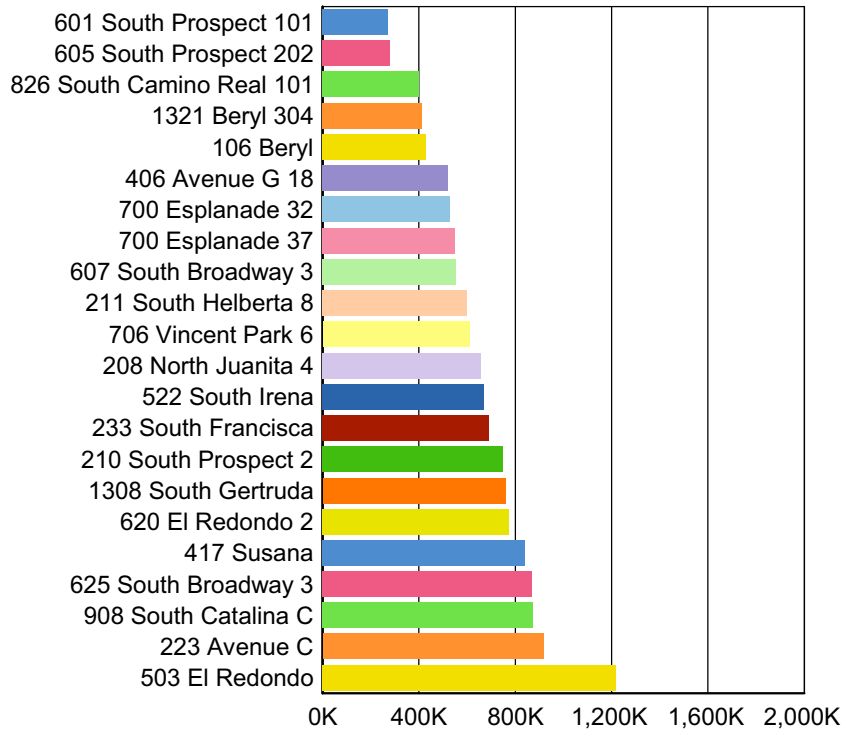 601 South Prospect 101
605 South Prospect 202
826 South Camino Real 101
1321 Beryl 304
106 Beryl
406 Avenue G 18
700 Esplanade 32
700 Esplanade 37
607 South Broadway 3
211 South Helberta 8
706 Vincent Park 6
208 North Juanita 4
522 South Irena
233 South Francisca
210 South Prospect 2
1308 South Gertruda
620 El Redondo 2
417 Susana
625 South Broadway 3
908 South Catalina C
223 Avenue C
503 El Redondo
0K 400K 800K 1,200K 1,600K 2,000K